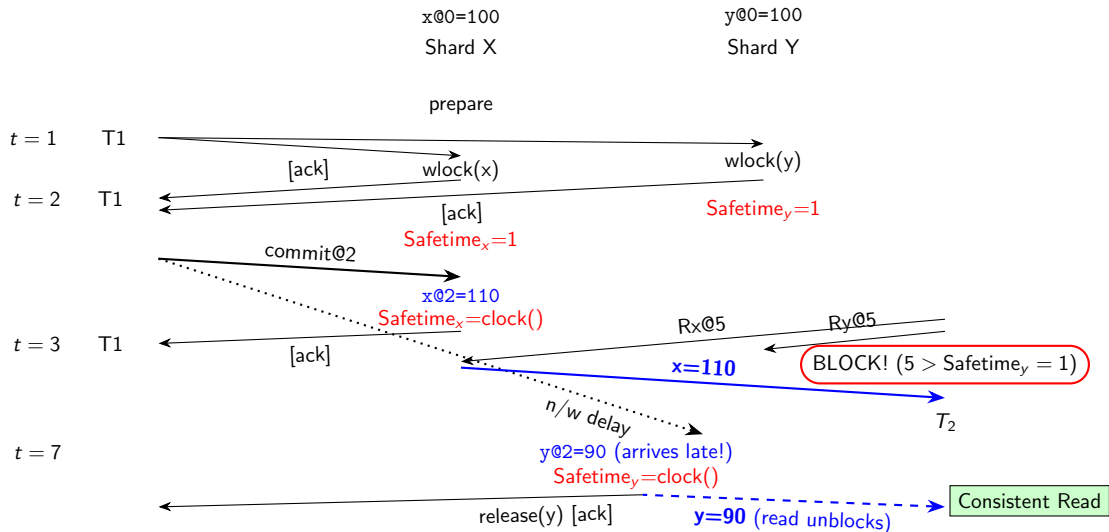 x@0=100
y@0=100
Shard X
Shard Y
prepare
t = 1
T1
wlock(y)
[ack]
wlock(x)
t = 2
T1
[ack]
Safetime_y=1
Safetime_x=1
commit@2
x@2=110
Safetime_x=clock()
Rx@5
Ry@5
t = 3
T1
[ack]
x=110
BLOCK! (5 > Safetime_y = 1)
n/w delay
T_2
t = 7
y@2=90 (arrives late!)
Safetime_y=clock()
release(y) [ack]
y=90 (read unblocks)
Consistent Read